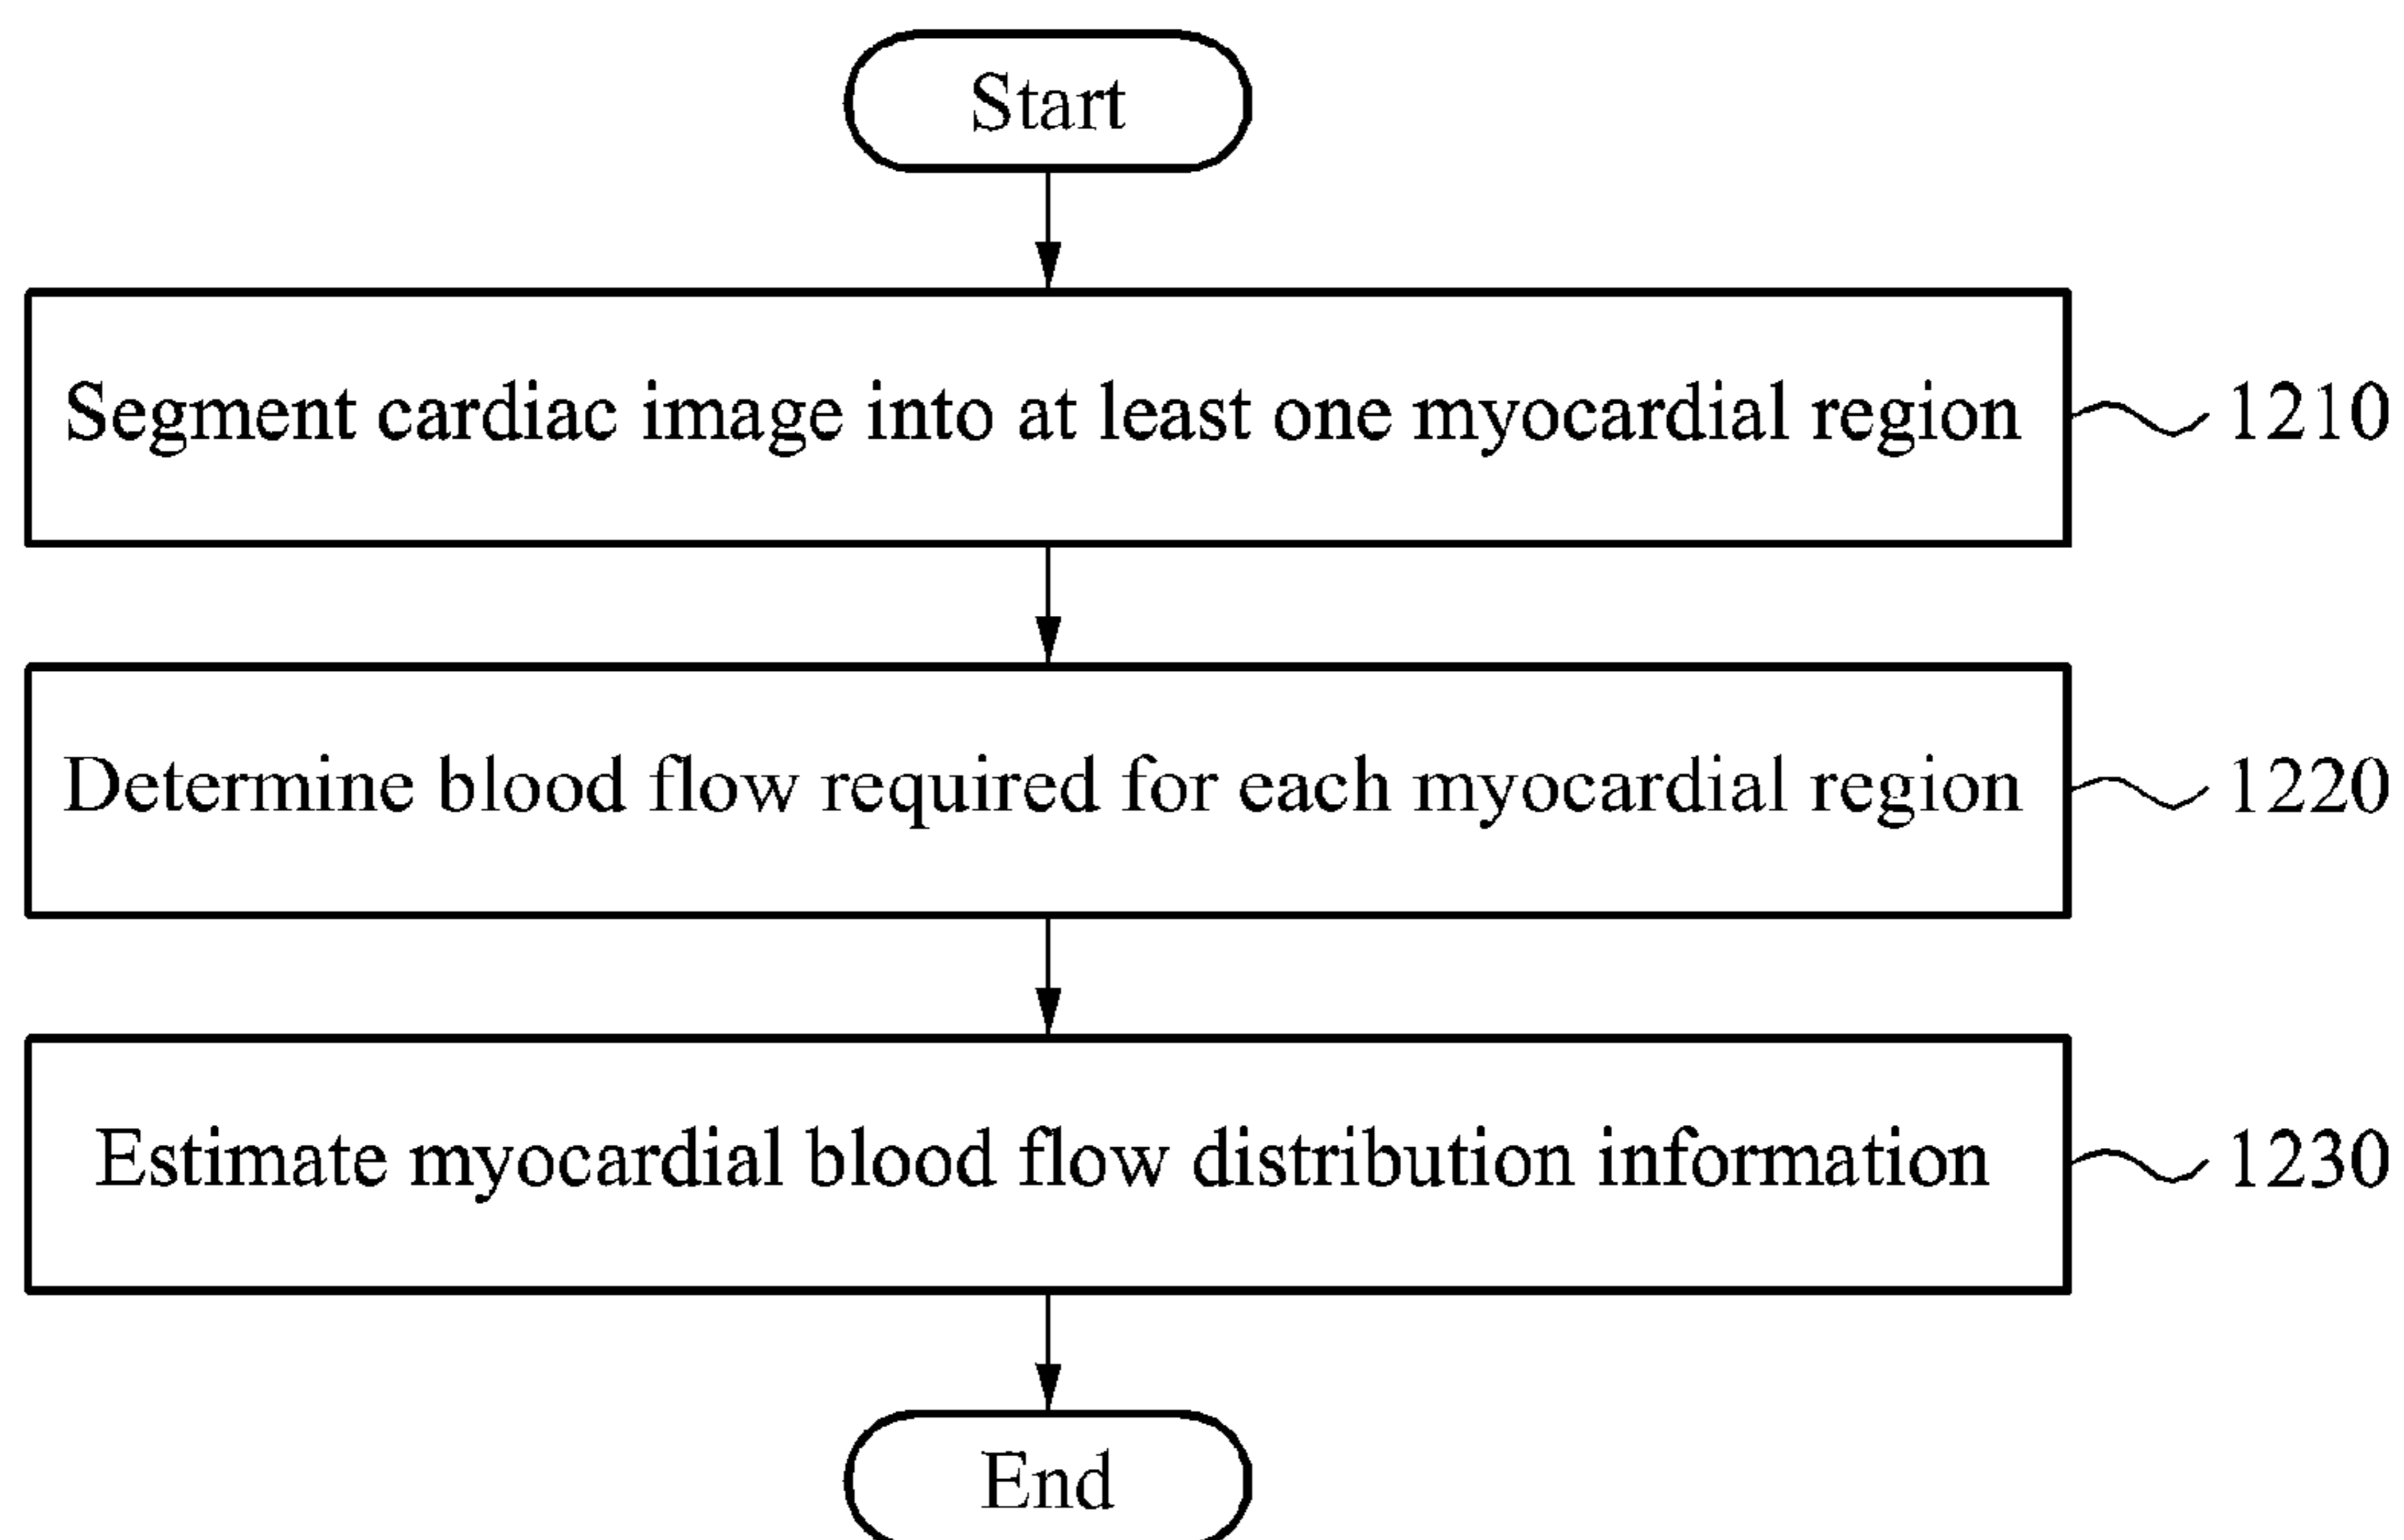 Start
Segment cardiac image into at least one myocardial region
1210
Determine blood flow required for each myocardial region
1220
Estimate myocardial blood flow distribution information
1230
End